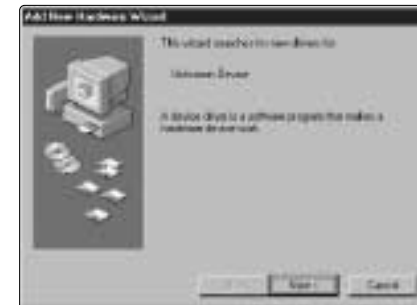 Add New Hardware Wizard
This wizard searches for new drivers for:
Unknown Device
A device driver is a software program that makes a
hardware device work.
Next >
Cancel